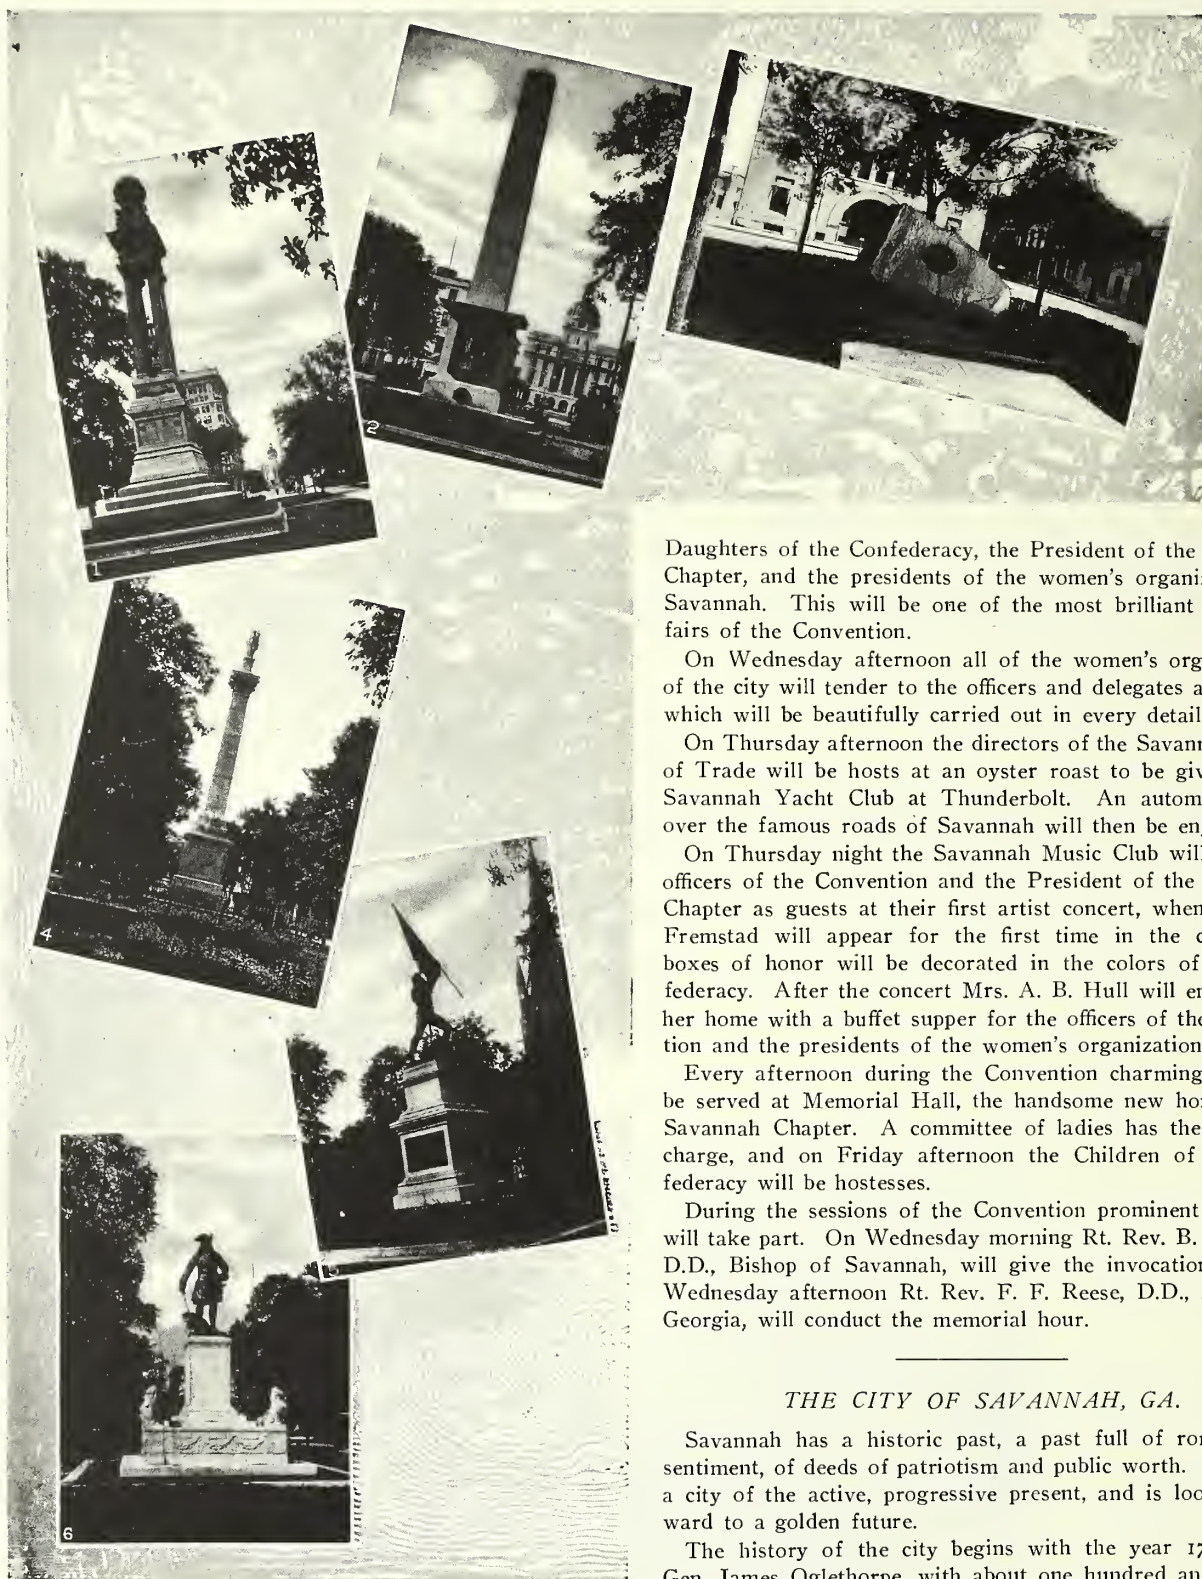 1
2
4
6
Daughters of the Confederacy, the President of the
Chapter, and the presidents of the women's organi
Savannah. This will be one of the most brilliant
fairs of the Convention.
On Wednesday afternoon all of the women's org
of the city will tender to the officers and delegates a
which will be beautifully carried out in every detail
On Thursday afternoon the directors of the Savan
of Trade will be hosts at an oyster roast to be giv
Savannah Yacht Club at Thunderbolt. An autom
over the famous roads of Savannah will then be en
On Thursday night the Savannah Music Club wil
officers of the Convention and the President of the
Chapter as guests at their first artist concert, when
Fremstad will appear for the first time in the c
boxes of honor will be decorated in the colors of
federacy. After the concert Mrs. A. B. Hull will e
her home with a buffet supper for the officers of the
tion and the presidents of the women's organization
Every afternoon during the Convention charming
be served at Memorial Hall, the handsome new ho
Savannah Chapter. A committee of ladies has the
charge, and on Friday afternoon the Children of
federacy will be hostesses.
During the sessions of the Convention prominent
will take part. On Wednesday morning Rt. Rev. B.
D.D., Bishop of Savannah, will give the invocation
Wednesday afternoon Rt. Rev. F. F. Reese, D.D.,
Georgia, will conduct the memorial hour.
THE CITY OF SAVANNAH, GA.
Savannah has a historic past, a past full of ro
sentiment, of deeds of patriotism and public worth.
a city of the active, progressive present, and is loo
ward to a golden future.
The history of the city begins with the year 17
Gen. James Oglethorpe, with about one hundred an